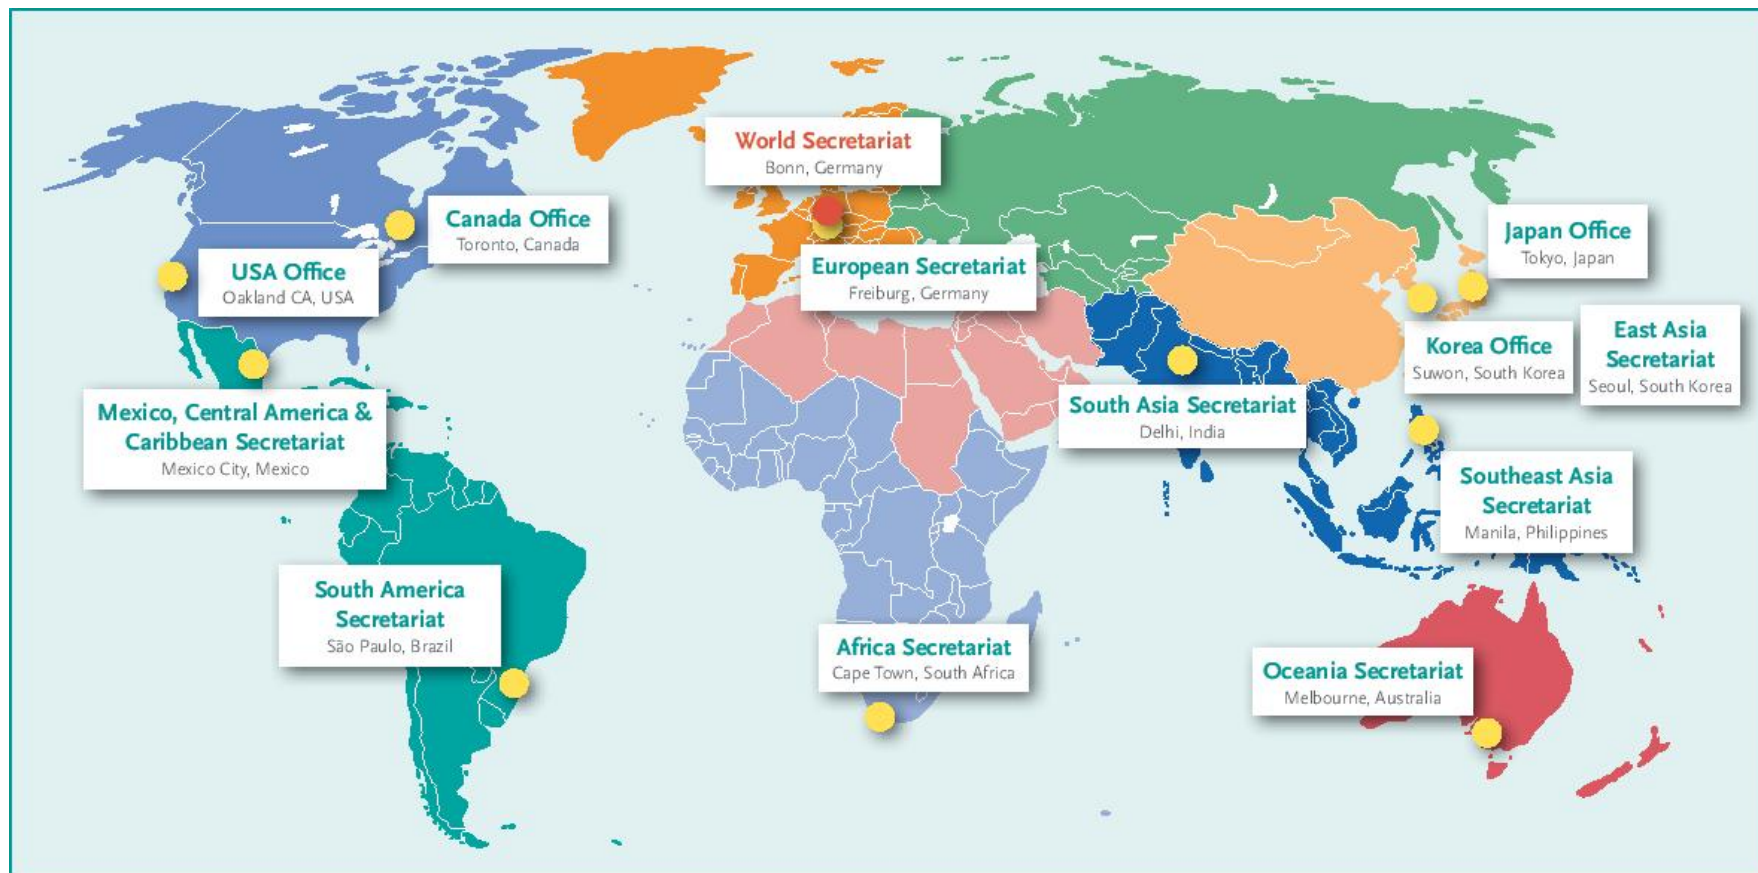 World Secretariat
Bonn, Germany
Canada Office
Toronto, Canada
USA Office
Oakland CA, USA
European Secretariat
Freiburg, Germany
Japan Office
Tokyo, Japan
Korea Office
Suwon, South Korea
East Asia
Secretariat
Seoul, South Korea
Mexico, Central America &
Caribbean Secretariat
Mexico City, Mexico
South Asia Secretariat
Delhi, India
Southeast Asia
Secretariat
Manila, Philippines
South America
Secretariat
São Paulo, Brazil
Africa Secretariat
Cape Town, South Africa
Oceania Secretariat
Melbourne, Australia